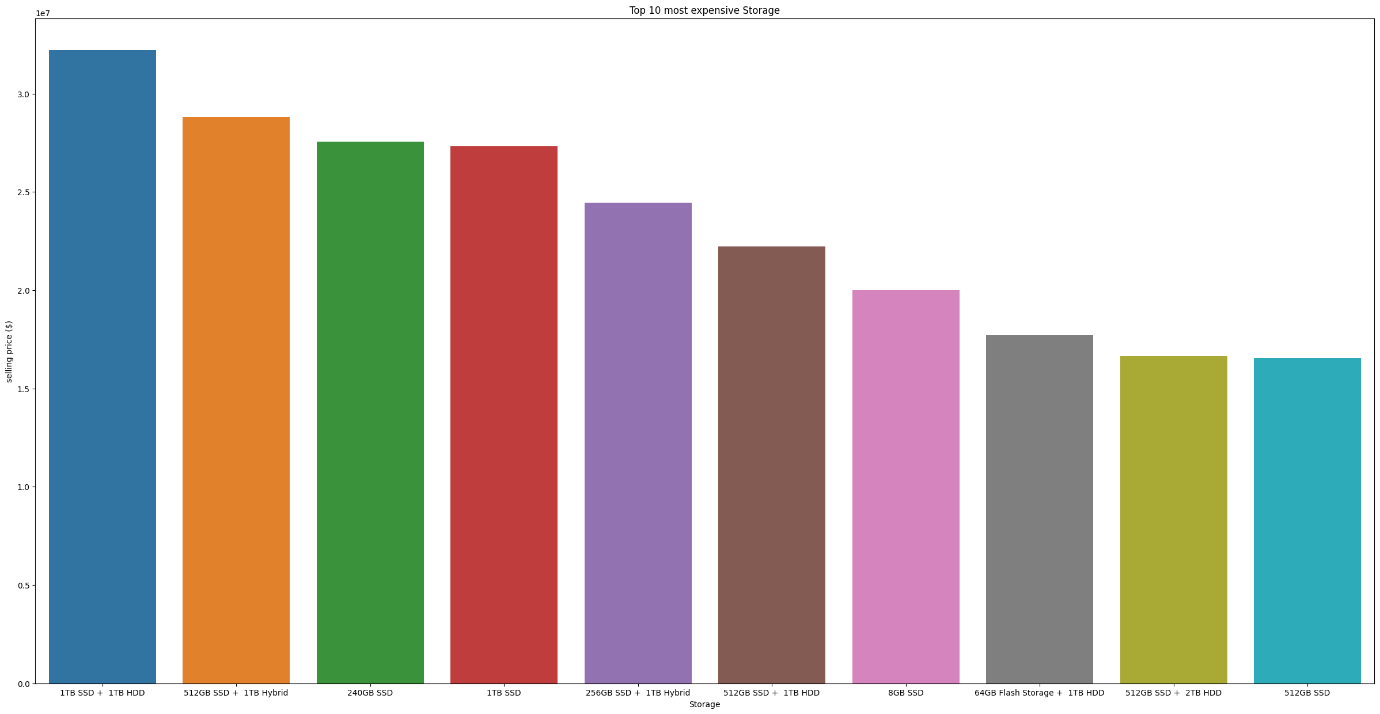 Top 10 most expensive Storage
1e7
3.0
2.5
2.0
1.5
1.0
0.5
0.0
selling price ($)
1TB SSD +  1TB HDD
512GB SSD +  1TB Hybrid
240GB SSD
1TB SSD
256GB SSD +  1TB Hybrid
512GB SSD +  1TB HDD
8GB SSD
64GB Flash Storage +  1TB HDD
512GB SSD +  2TB HDD
512GB SSD
Storage